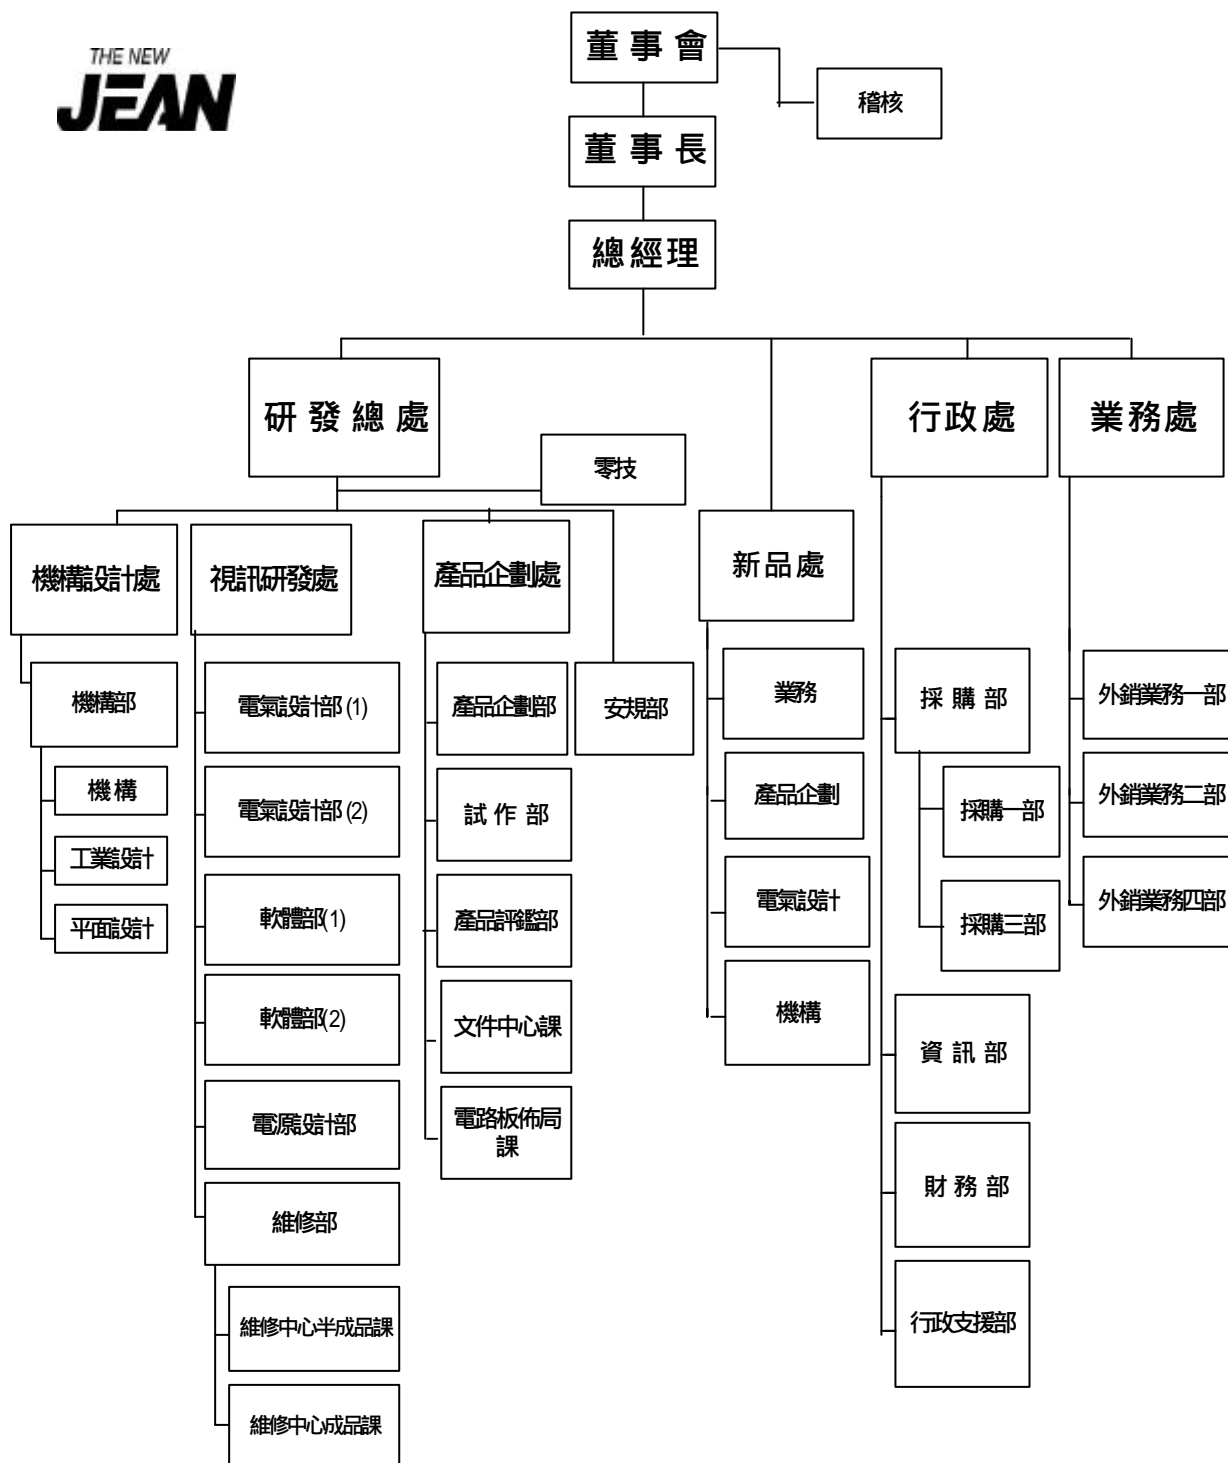 THE NEW
JEAN
董事會
稽核
董事長
總經理
研發總處
行政處
業務處
零技
機構設計處
視訊研發處
產品企劃處
新品處
機構部
電氣設計部(1)
產品企劃部
安規部
業務
採購部
外銷業務一部
機構
電氣設計部(2)
試作部
產品企劃
採購一部
外銷業務二部
工業設計
平面設計
軟體部(1)
產品評鑑部
電氣設計
採購三部
外銷業務四部
軟體部(2)
文件中心課
機構
資訊部
電源設計部
電路板佈局
課
財務部
維修部
行政支援部
維修中心半成品課
維修中心成品課